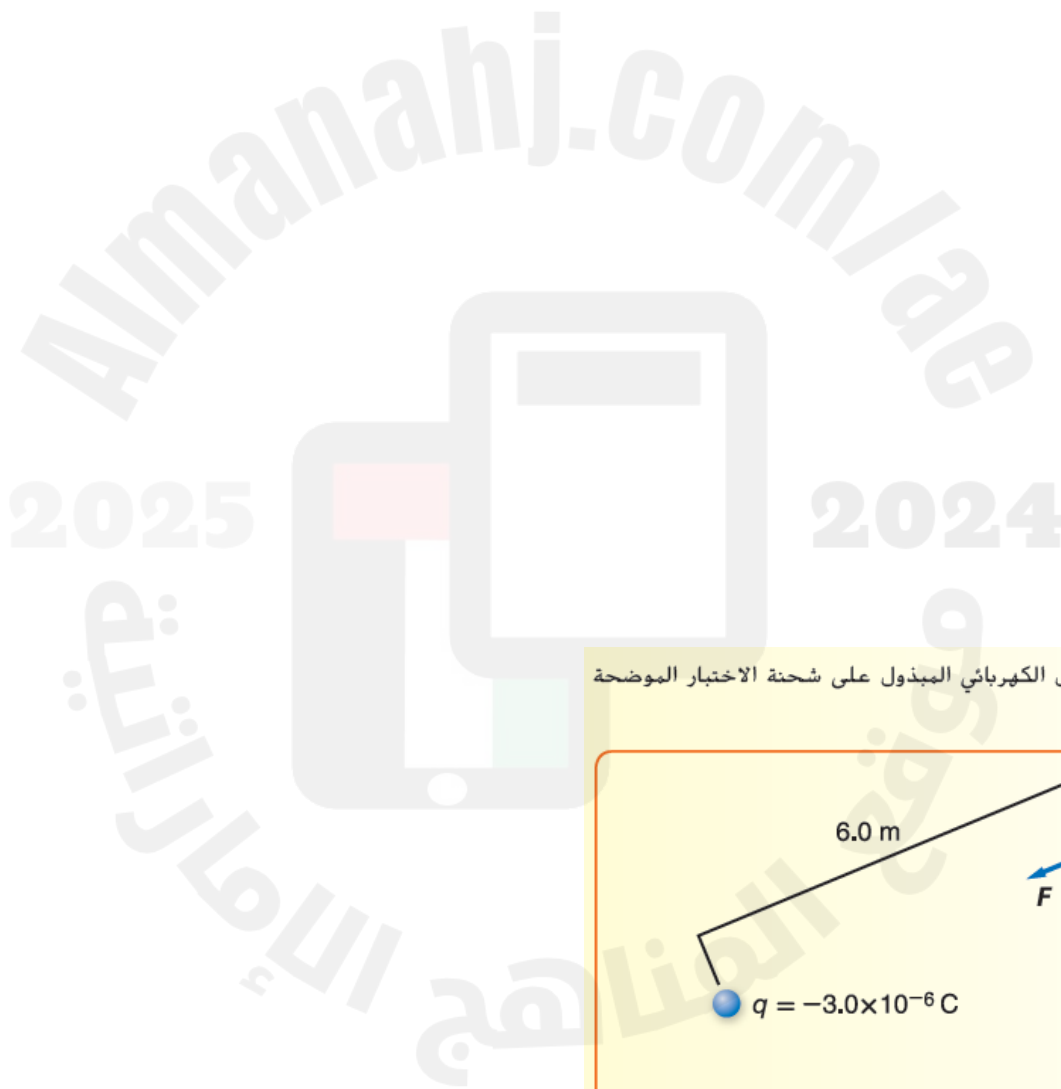 Almanahj.com/ae
2025 2024
موقع المناهج الإماراتية
الكهربائي المبذول على شحنة الاختبار الموضحة
6.0 m
F
q = −3.0×10⁻⁶ C